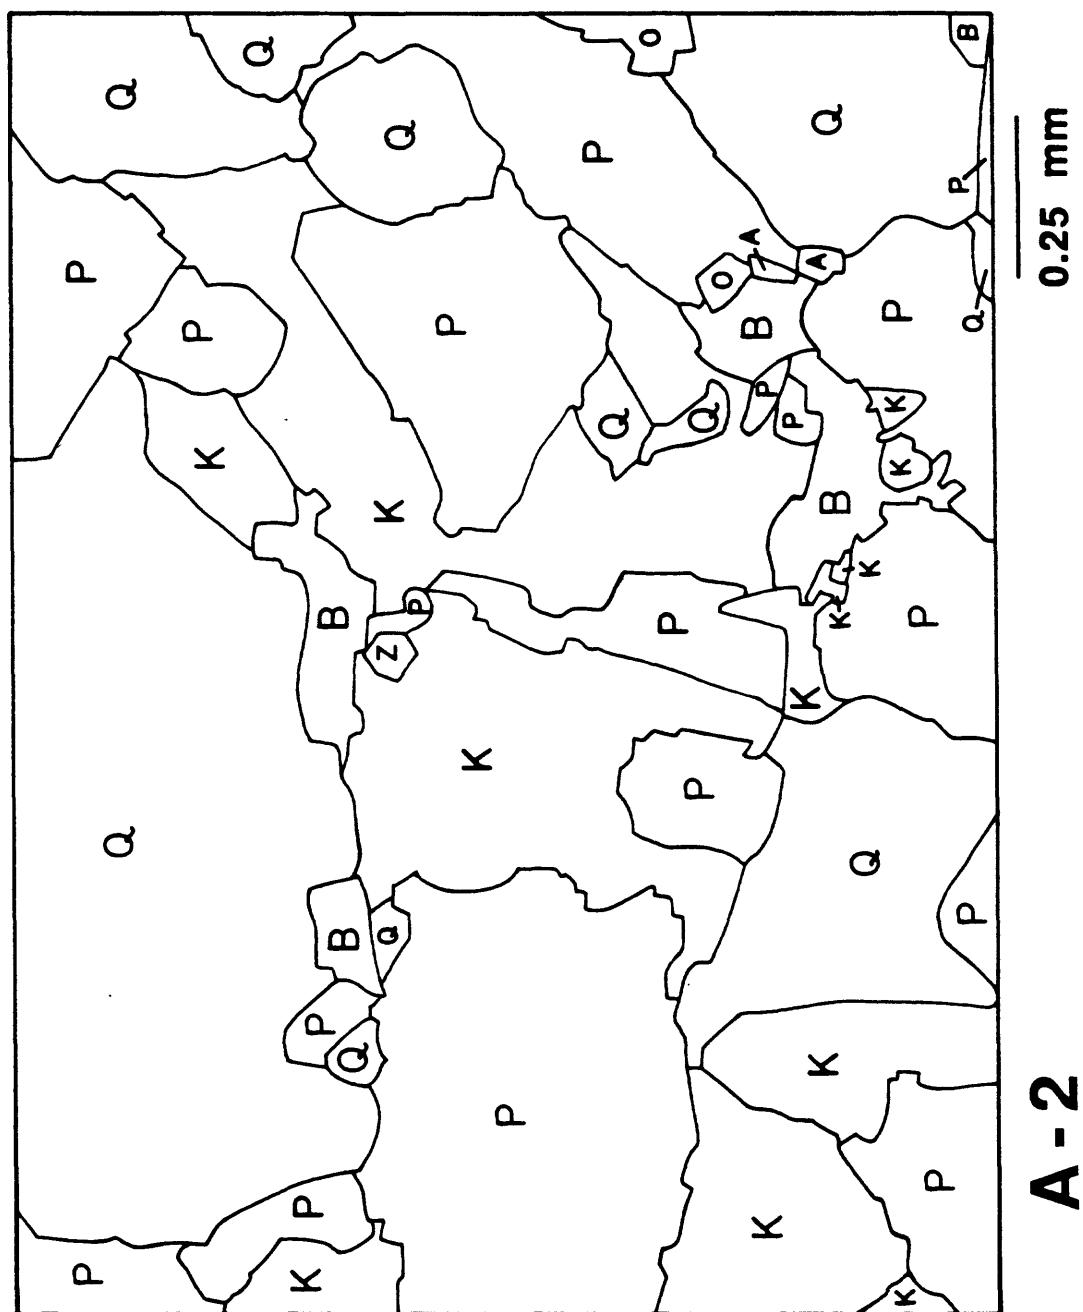 P Q P Q
K P Q
K P P B B
Q Q Z P K Q
K P
P P
Q O
P P Q O A
K P B
K P K P A Q
Q K B
K K K K P
K P P P B
P Q
0.25 mm
A-2